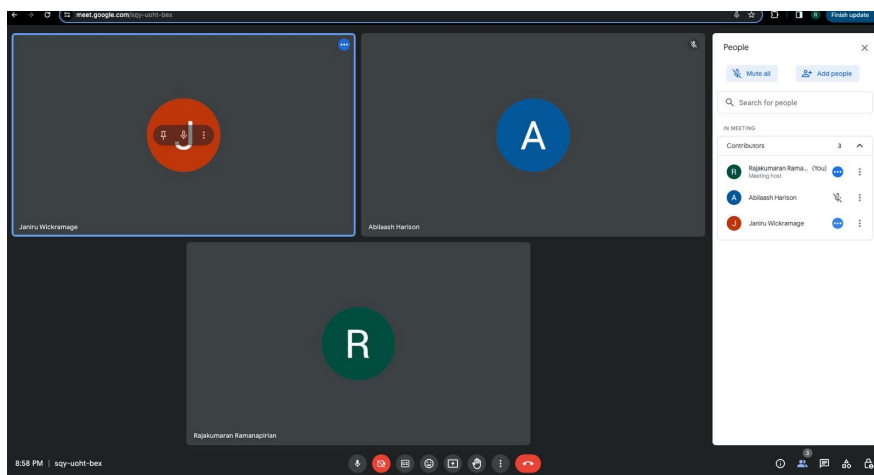 meet.google.com/sqy-uoht-bex
R
Finish update
J
Janiru Wickramage
A
Abilaash Harison
R
Rajakumaran Ramanapirian
People
Mute all
Add people
Search for people
IN MEETING
Contributors 3
R
Rajakumaran Rama... (You)
Meeting host
A
Abilaash Harison
J
Janiru Wickramage
8:58 PM | sqy-uoht-bex
3